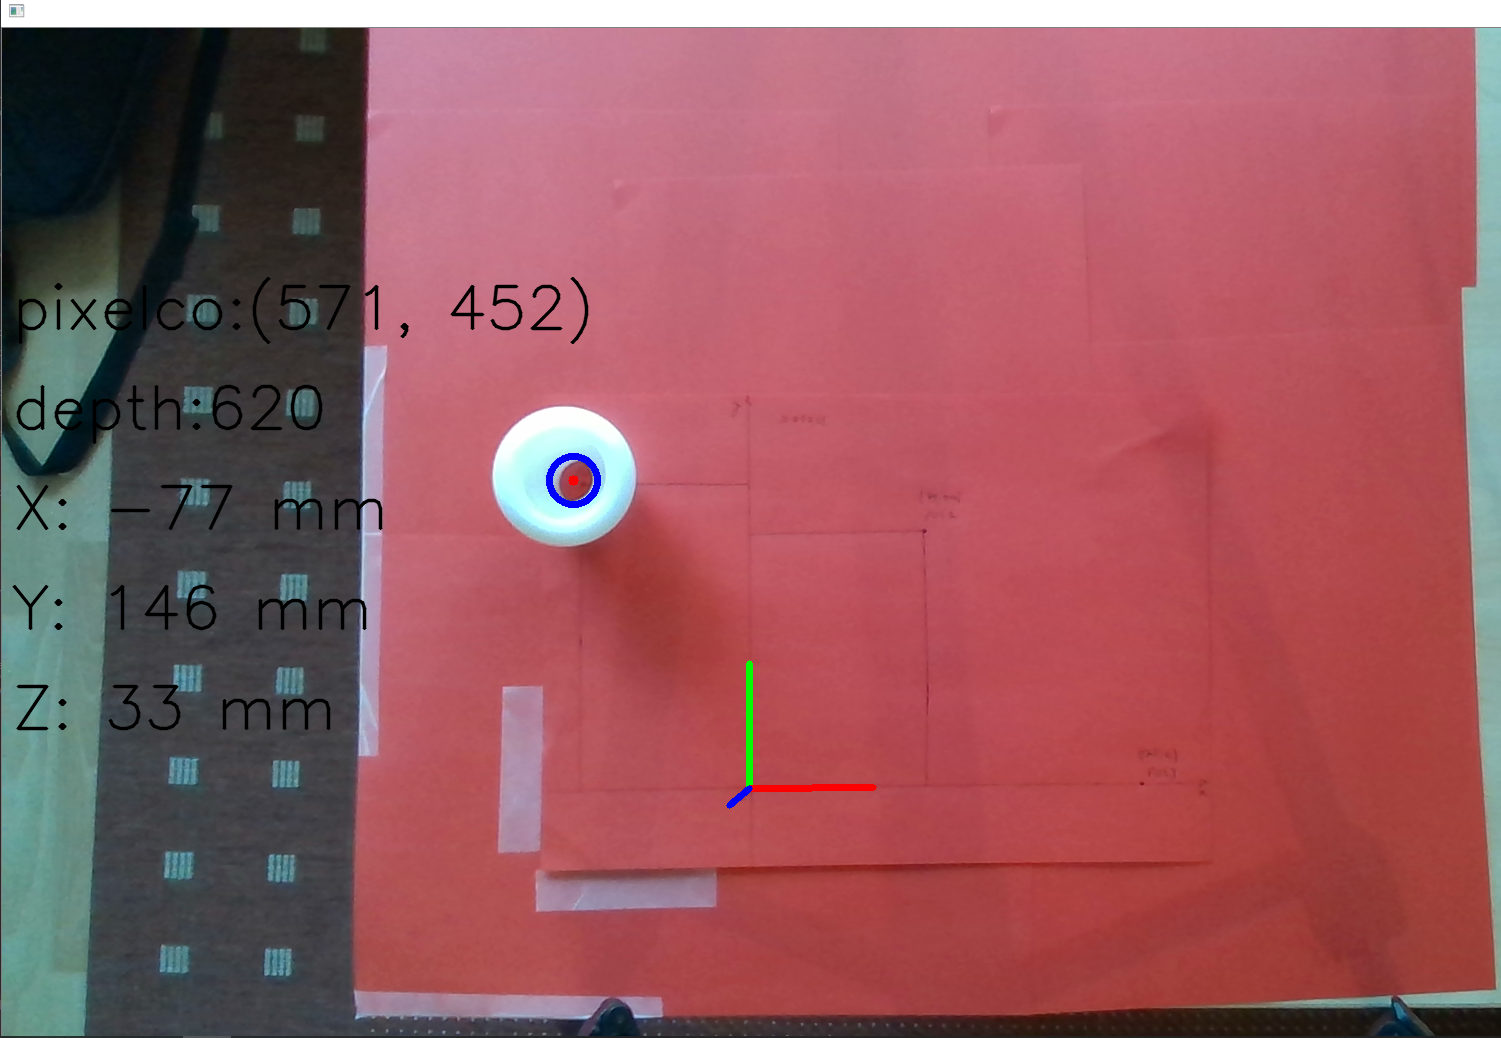 pixelco:(571, 452)
depth:620
X: -77 mm
Y: 146 mm
Z: 33 mm